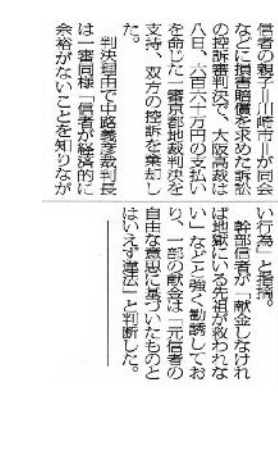 信者の親子＝川崎市＝が同会
などに損害賠償を求めた訴訟
の控訴審判決で、大阪高裁は
八日、六百六十万円の支払い
を命じた一審京都地裁判決を
支持、双方の控訴を棄却し
た。
判決理由で中路義彦裁判長
は一審同様「信者が経済的に
余裕がないことを知りなが
い行為」と指摘。
幹部信者が「献金しなけれ
ば地獄にいる先祖が救われな
い」などと強く勧誘してお
り、一部の献金は「元信者の
自由な意思に基づいたものと
はいえず違法」と判断した。